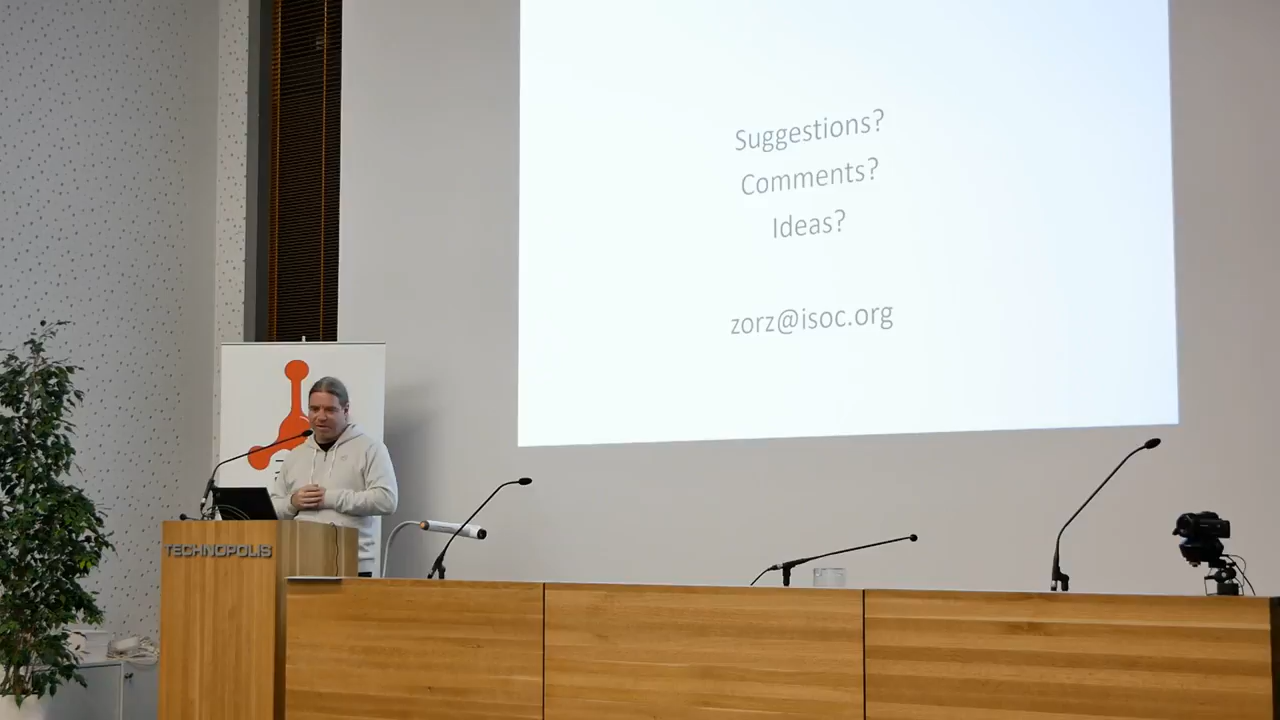 Suggestions?
Comments?
Ideas?
zorz@isoc.org
TECHNOPOLIS